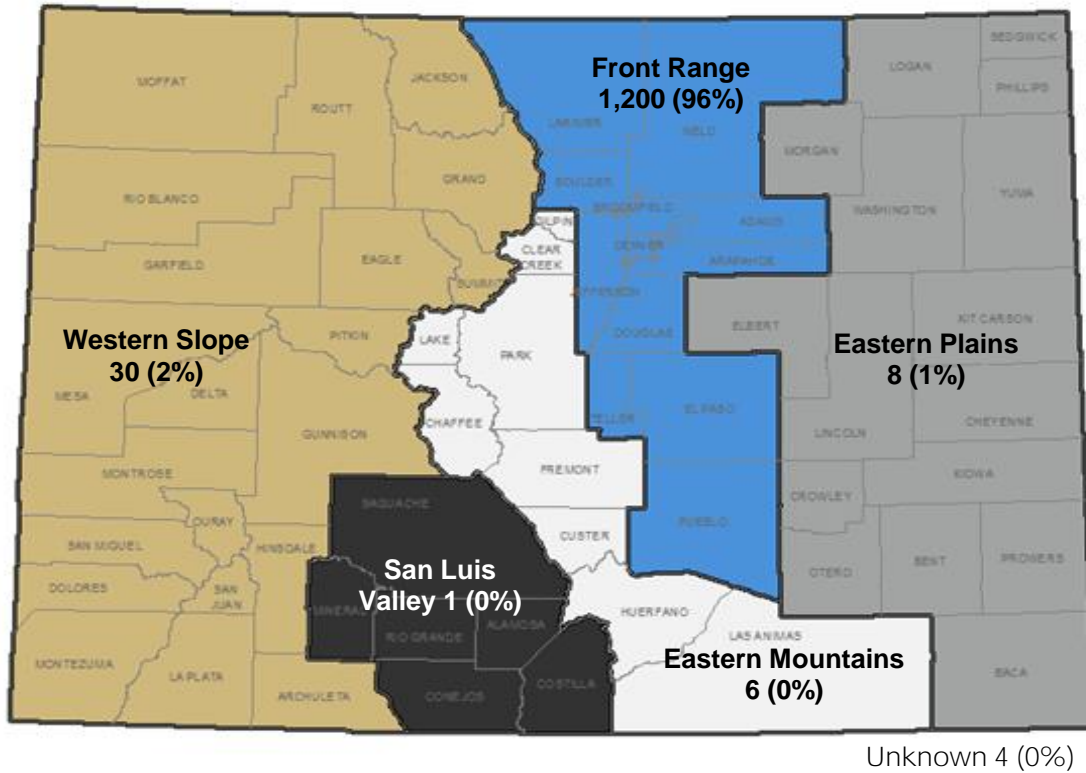 SEDGWICK
LOGAN
JACKSON
MOFFAT
Front Range
1,200 (96%)
PHILLIPS
ROUTT
LARIMER
WELD
MORGAN
GRAND
BOULDER
RIO BLANCO
YUMA
WASHINGTON
BROOMFIELD
GILPIN
ADAMS
DENVER
CLEAR
CREEK
EAGLE
GARFIELD
ARAPAHOE
SUMMIT
JEFFERSON
KIT CARSON
ELBERT
DOUGLAS
PITKIN
LAKE
Western Slope
30 (2%)
PARK
Eastern Plains
8 (1%)
MESA
DELTA
CHAFFEE
TELLER
EL PASO
CHEYENNE
GUNNISON
LINCOLN
FREMONT
MONTROSE
KIOWA
CROWLEY
SAGUACHE
OURAY
PUEBLO
CUSTER
SAN MIGUEL
HINSDALE
BENT
PROWERS
OTERO
San Luis
Valley 1 (0%)
DOLORES
SAN
JUAN
MINERAL
HUERFANO
ALAMOSA
RIO GRANDE
LAS ANIMAS
Eastern Mountains
6 (0%)
MONTEZUMA
LA PLATA
ARCHULETA
CONEJOS
COSTILLA
BACA
Unknown 4 (0%)